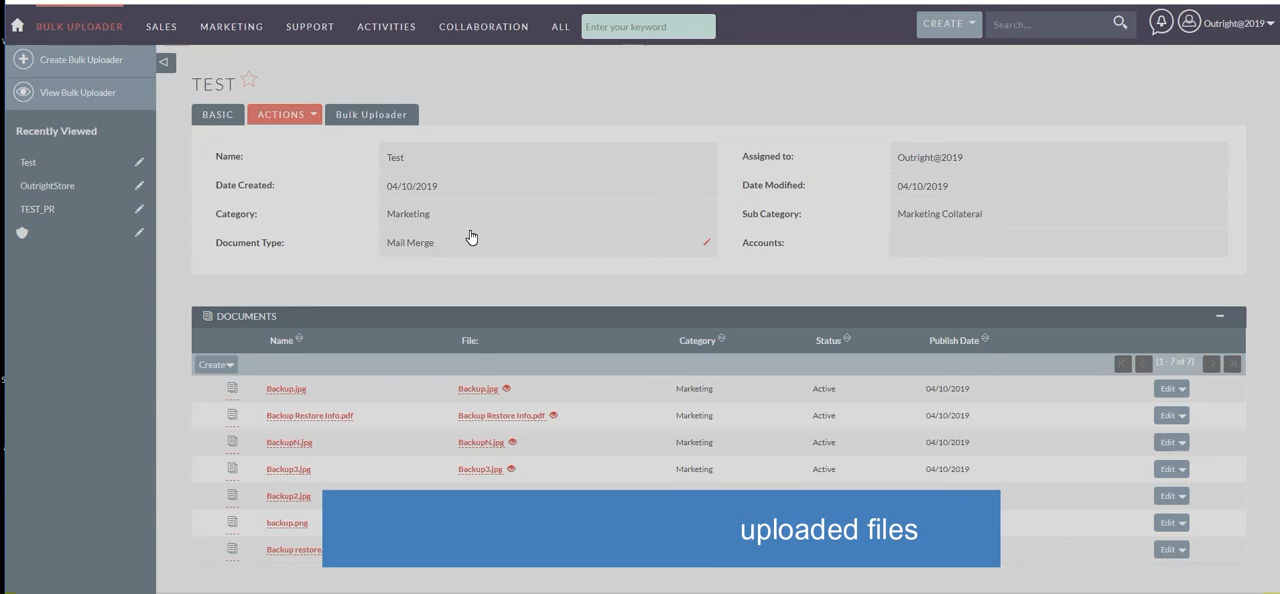 BULK UPLOADER SALES MARKETING SUPPORT ACTIVITIES COLLABORATION ALL Enter your keyword CREATE Search... Outright@2019
Create Bulk Uploader
View Bulk Uploader
Recently Viewed
Test
OutrightStore
TEST_PR
TEST
BASIC ACTIONS Bulk Uploader
Name: Test Assigned to: Outright@2019
Date Created: 04/10/2019 Date Modified: 04/10/2019
Category: Marketing Sub Category: Marketing Collateral
Document Type: Mail Merge Accounts:
DOCUMENTS
Name File: Category Status Publish Date
Create (1 - 7 of 7)
Backup.jpg Backup.jpg Marketing Active 04/10/2019 Edit
Backup Restore Info.pdf Backup Restore Info.pdf Marketing Active 04/10/2019 Edit
BackupN.jpg BackupN.jpg Marketing Active 04/10/2019 Edit
Backup3.jpg Backup3.jpg Marketing Active 04/10/2019 Edit
Backup2.jpg Edit
backup.png Edit
Backup restore. Edit
uploaded files